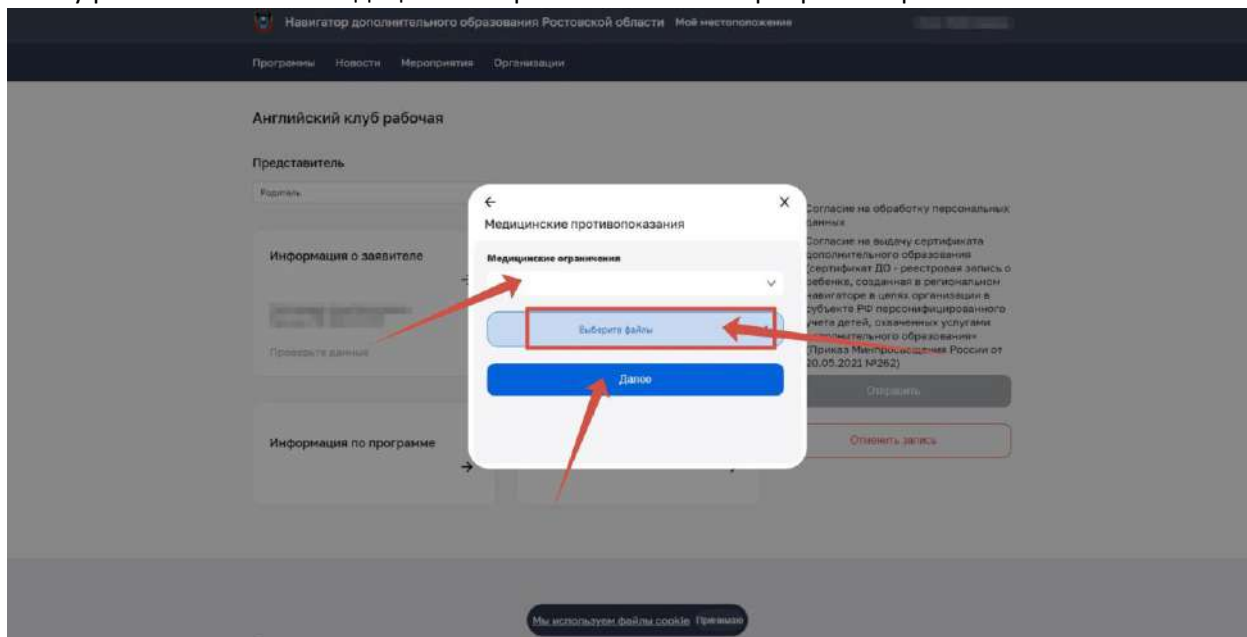 Навигатор дополнительного образования Ростовской области Моё местоположение
Программы Новости Мероприятия Организации
Английский клуб рабочая
Представитель
Родитель
Медицинские противопоказания
X
Медицинские ограничения
Выберите файлы
Далее
Информация о заявителе
Проверьте данные
Информация по программе
Согласие на обработку персональных
данных
Согласие на выдачу сертификата
дополнительного образования
(сертификат ДО - реестровая запись о
ребенке, созданная в региональном
навигаторе в целях организации в
субъекте РФ персонифицированного
учета детей, охваченных услугами
дополнительного образования»
(Приказ Минпросвещения России от
20.05.2021 №262)
Отправить
Отменить запись
Мы используем файлы cookie Принимаю